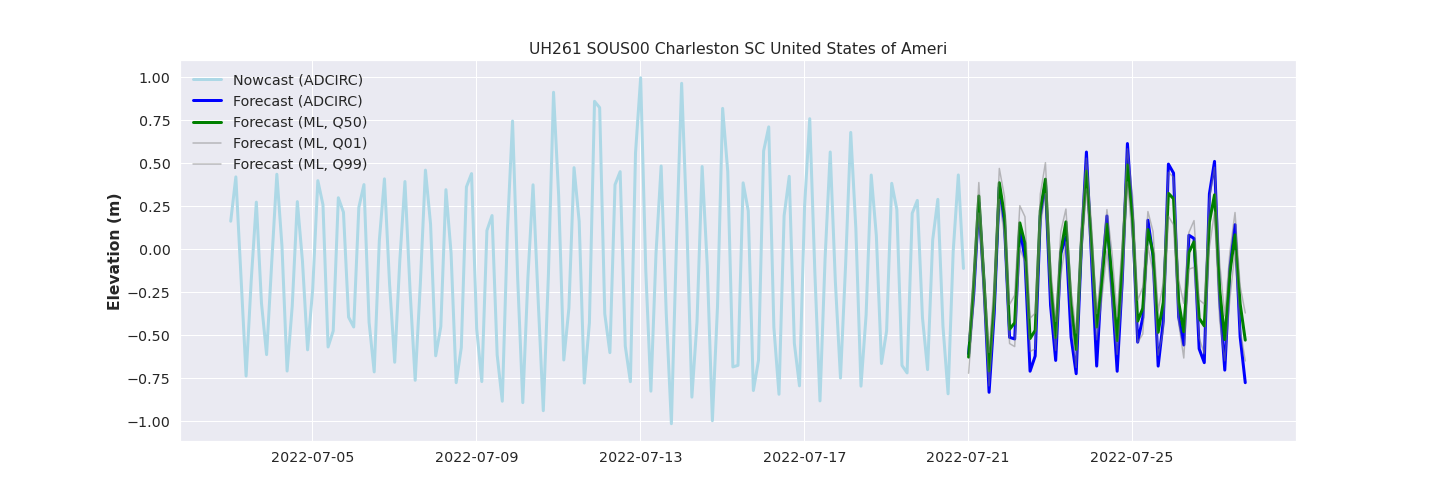 UH261 SOUS00 Charleston SC United States of Ameri
Nowcast (ADCIRC)
Forecast (ADCIRC)
Forecast (ML, Q50)
Forecast (ML, Q01)
Forecast (ML, Q99)
Elevation (m)
1.00
0.75
0.50
0.25
0.00
−0.25
−0.50
−0.75
−1.00
2022-07-05
2022-07-09
2022-07-13
2022-07-17
2022-07-21
2022-07-25